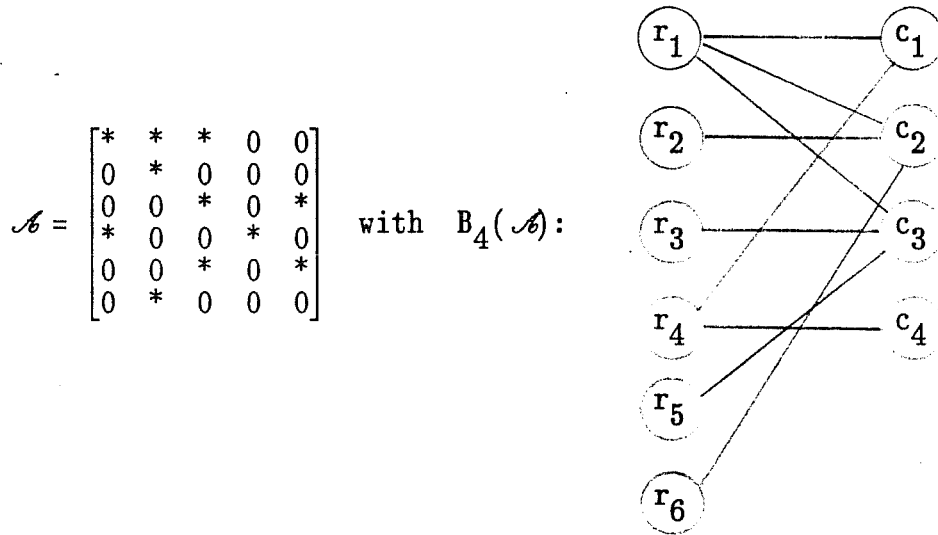 𝒜 = [* * * 0 0
0 * 0 0 0
0 0 * 0 *
* 0 0 * 0
0 0 * 0 *
0 * 0 0 0] with B₄(𝒜):
r₁ c₁
r₂ c₂
r₃ c₃
r₄ c₄
r₅
r₆